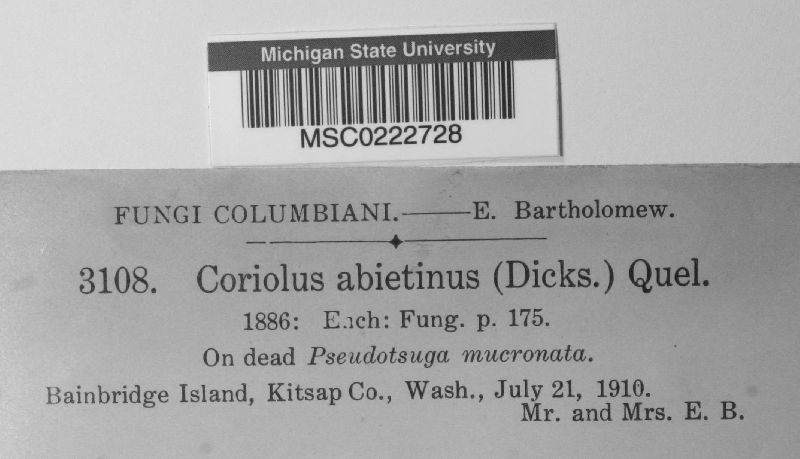 Michigan State University
MSC0222728
FUNGI COLUMBIANI.——E. Bartholomew.
3108. Coriolus abietinus (Dicks.) Quel.
1886: Ench: Fung. p. 175.
On dead Pseudotsuga mucronata.
Bainbridge Island, Kitsap Co., Wash., July 21, 1910.
Mr. and Mrs. E. B.